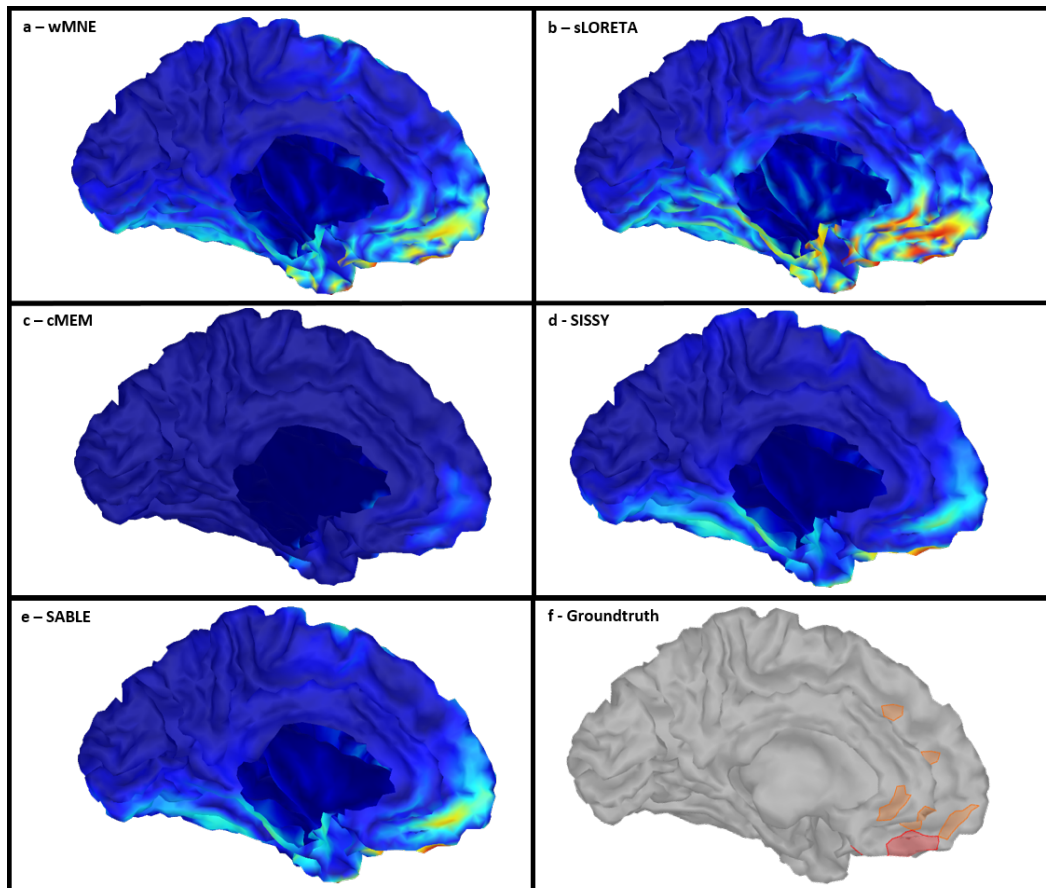 a – wMNE
b – sLORETA
c – cMEM
d - SISSY
e – SABLE
f - Groundtruth